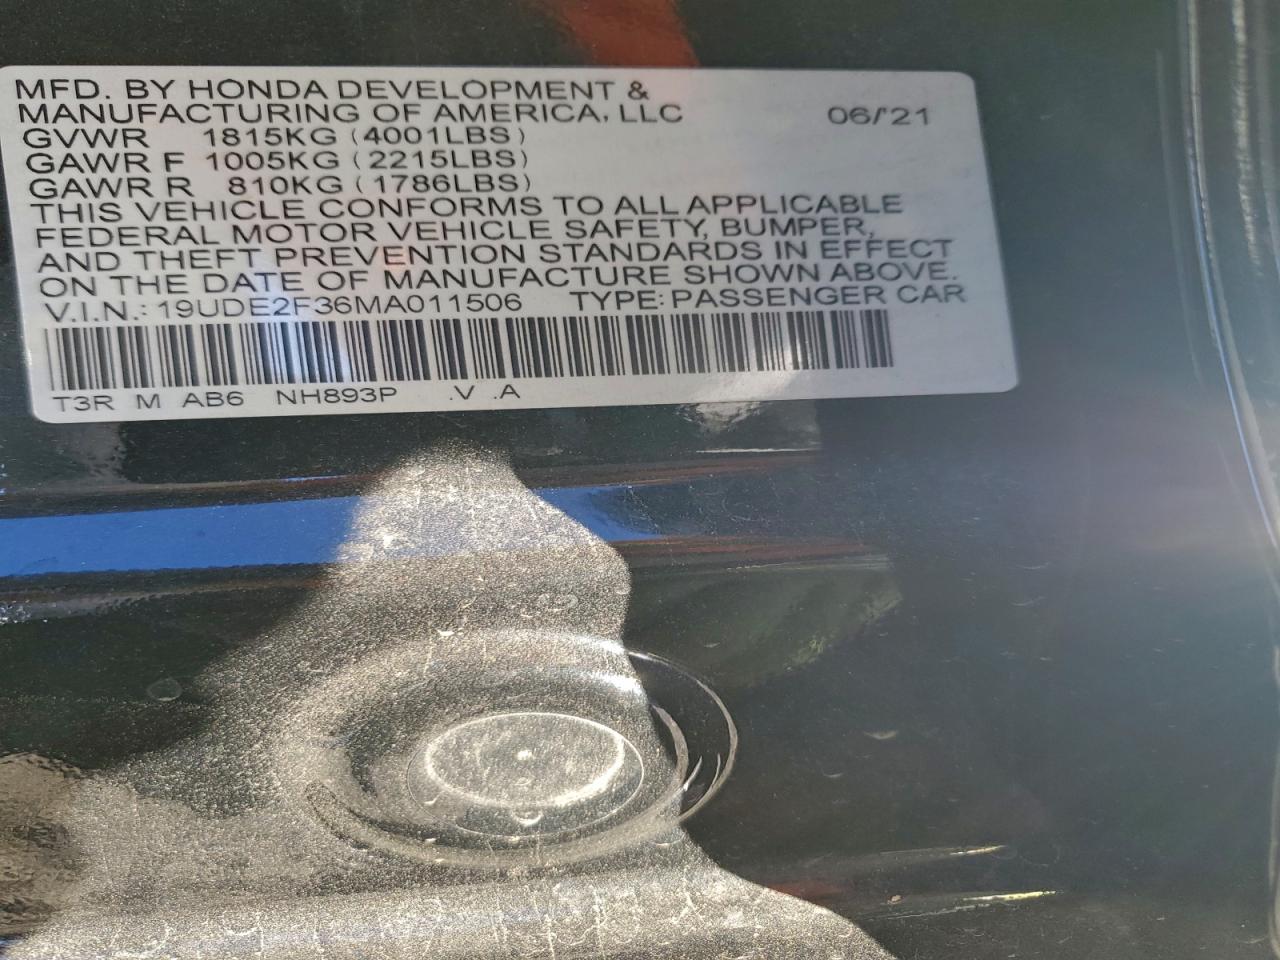 MFD. BY HONDA DEVELOPMENT &
MANUFACTURING OF AMERICA, LLC 06/'21
GVWR 1815KG (4001LBS)
GAWR F 1005KG (2215LBS)
GAWR R 810KG (1786LBS)
THIS VEHICLE CONFORMS TO ALL APPLICABLE
FEDERAL MOTOR VEHICLE SAFETY, BUMPER,
AND THEFT PREVENTION STANDARDS IN EFFECT
ON THE DATE OF MANUFACTURE SHOWN ABOVE.
V.I.N.: 19UDE2F36MA011506 TYPE: PASSENGER CAR
T3R M AB6 NH893P .V .A